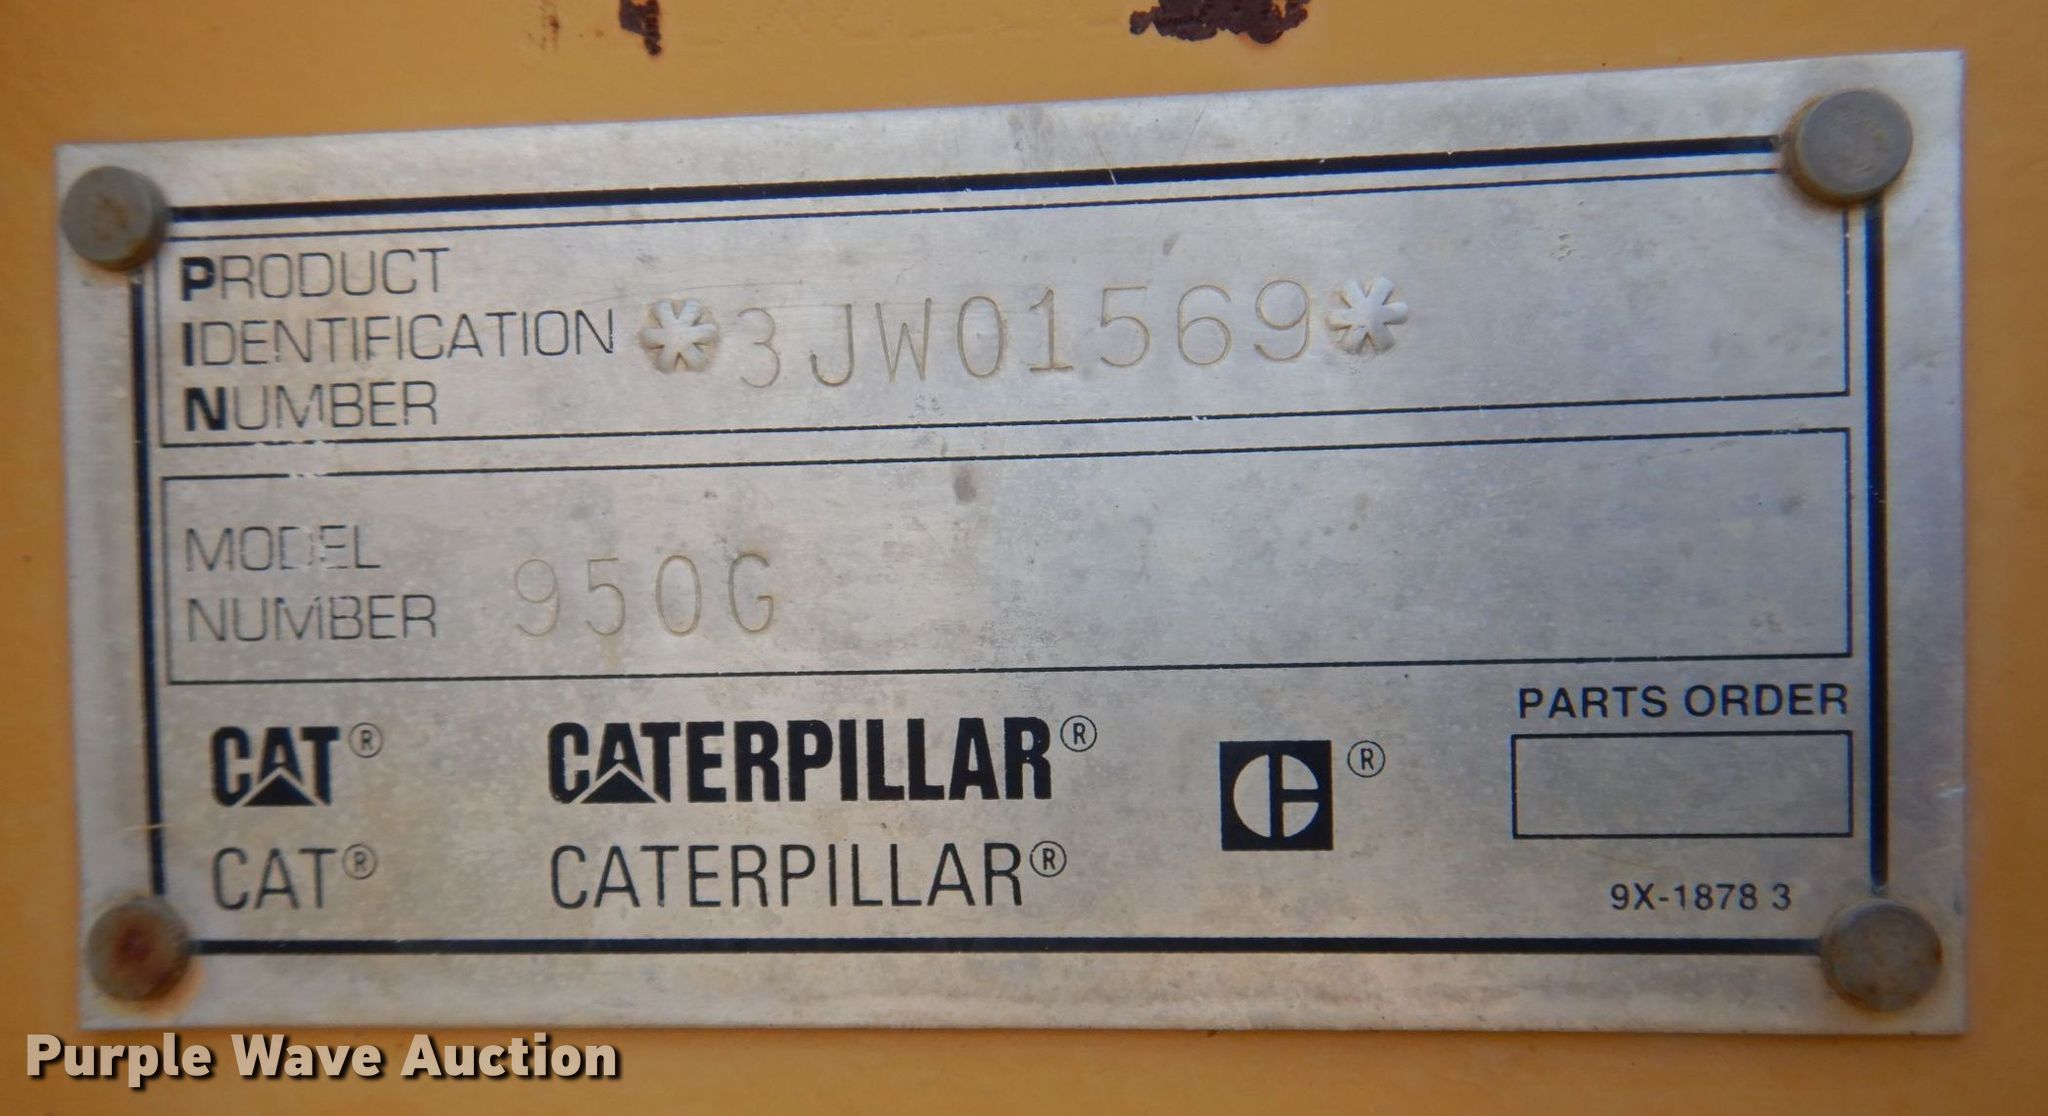 PRODUCT
IDENTIFICATION
NUMBER
*3JW01569*
MODEL
NUMBER
950G
CAT® CATERPILLAR® ®
CAT® CATERPILLAR®
PARTS ORDER
9X-1878 3
Purple Wave Auction